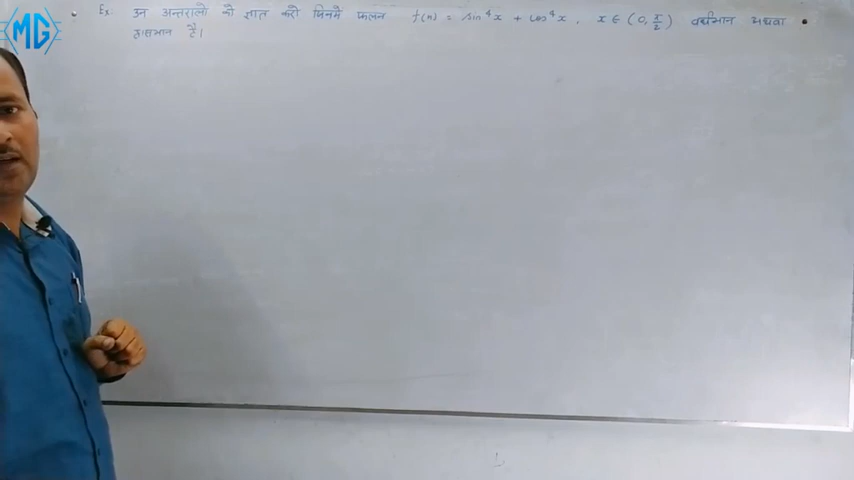 MG
Ex. उन अन्तरालो को ज्ञात करो जिनमें फलन f(x) = sin⁴x + cos⁴x, x ∈ (0, π/2) वर्धमान अथवा
ह्रासमान है।